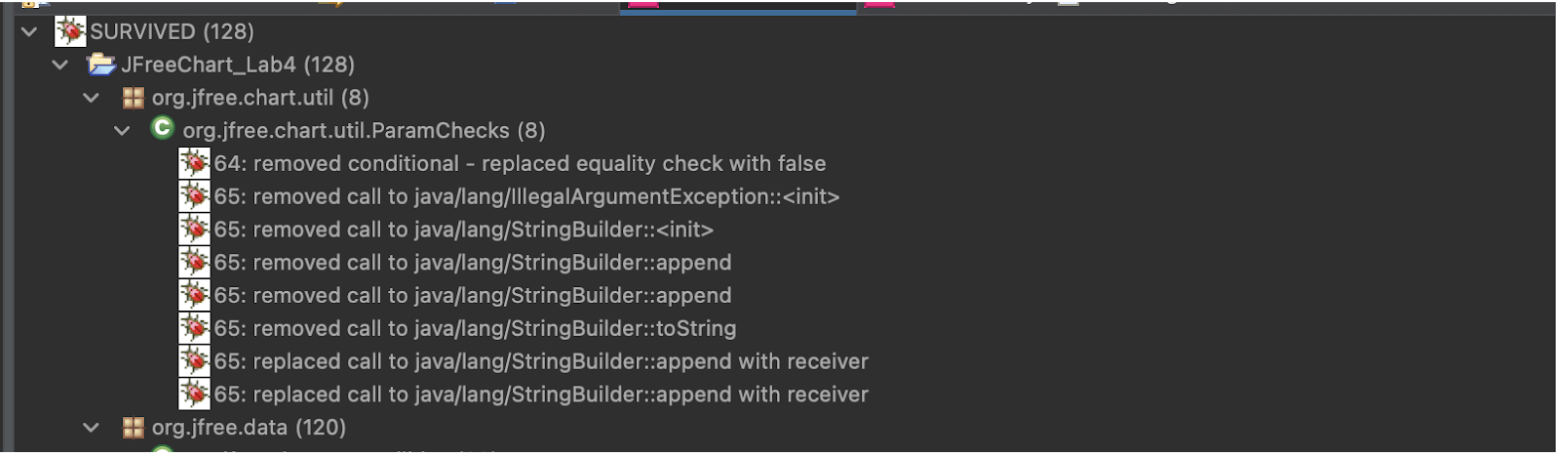 SURVIVED (128)
JFreeChart_Lab4 (128)
org.jfree.chart.util (8)
C org.jfree.chart.util.ParamChecks (8)
64: removed conditional - replaced equality check with false
65: removed call to java/lang/IllegalArgumentException::<init>
65: removed call to java/lang/StringBuilder::<init>
65: removed call to java/lang/StringBuilder::append
65: removed call to java/lang/StringBuilder::append
65: removed call to java/lang/StringBuilder::toString
65: replaced call to java/lang/StringBuilder::append with receiver
65: replaced call to java/lang/StringBuilder::append with receiver
org.jfree.data (120)